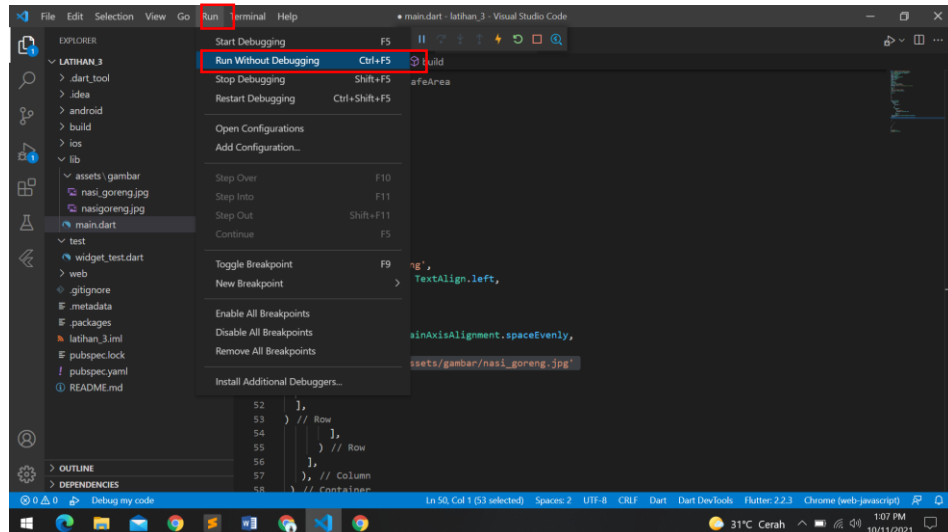 File Edit Selection View Go Run Terminal Help
● main.dart - latihan_3 - Visual Studio Code
EXPLORER
LATIHAN_3
.dart_tool
.idea
android
build
ios
lib
assets \ gambar
nasi_goreng.jpg
nasigoreng.jpg
main.dart
test
widget_test.dart
web
.gitignore
.metadata
.packages
latihan_3.iml
pubspec.lock
pubspec.yaml
README.md
OUTLINE
DEPENDENCIES
Start Debugging F5
Run Without Debugging Ctrl+F5
Stop Debugging Shift+F5
Restart Debugging Ctrl+Shift+F5
Open Configurations
Add Configuration...
Step Over F10
Step Into F11
Step Out Shift+F11
Continue F5
Toggle Breakpoint F9
New Breakpoint
Enable All Breakpoints
Disable All Breakpoints
Remove All Breakpoints
Install Additional Debuggers...
build
afeArea
ng',
TextAlign.left,
ainAxisAlignment.spaceEvenly,
ssets/gambar/nasi_goreng.jpg'
52 ],
53 ) // Row
54 ],
55 ) // Row
56 ],
57 ), // Column
58 ) // Container
0 0 Debug my code
Ln 50, Col 1 (53 selected) Spaces: 2 UTF-8 CRLF Dart Dart DevTools Flutter: 2.2.3 Chrome (web-javascript)
31°C Cerah
1:07 PM
10/11/2021